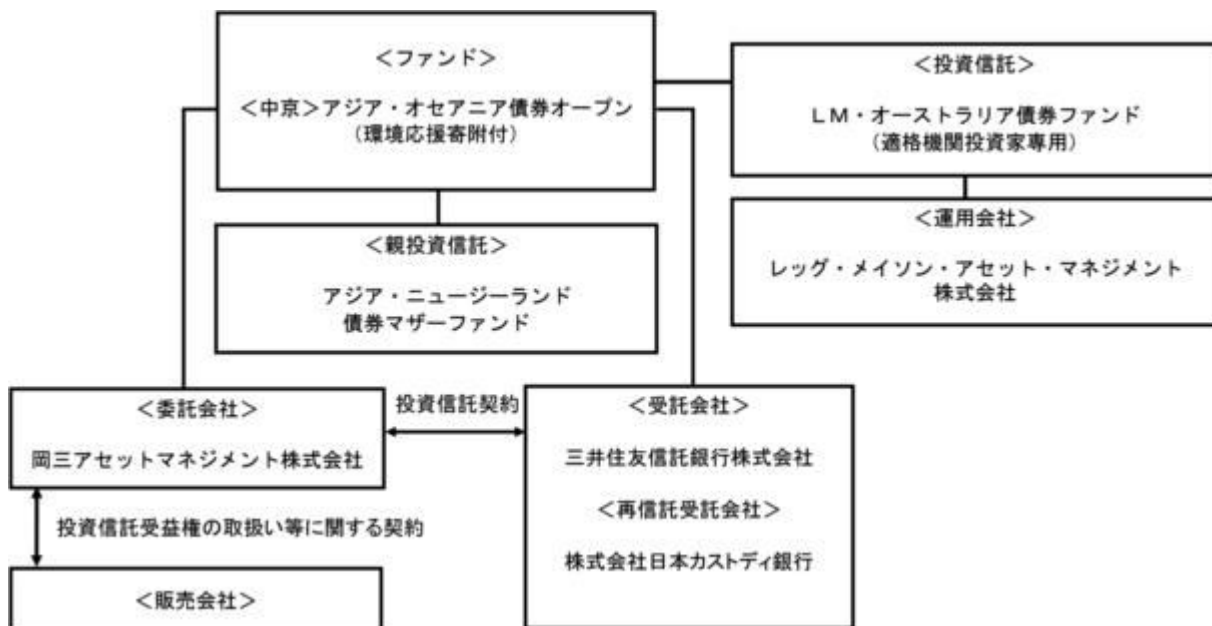 ＜ファンド＞
＜中京＞アジア・オセアニア債券オープン
（環境応援寄附付）
＜投資信託＞
ＬＭ・オーストラリア債券ファンド
（適格機関投資家専用）
＜親投資信託＞
アジア・ニュージーランド
債券マザーファンド
＜運用会社＞
レッグ・メイソン・アセット・マネジメント
株式会社
＜委託会社＞
岡三アセットマネジメント株式会社
投資信託契約
＜受託会社＞
三井住友信託銀行株式会社
＜再信託受託会社＞
株式会社日本カストディ銀行
投資信託受益権の取扱い等に関する契約
＜販売会社＞